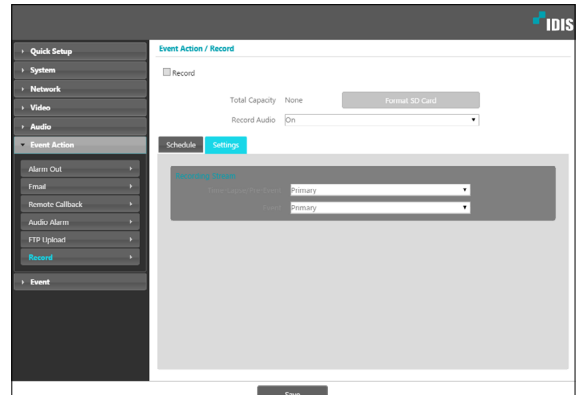 IDIS
Quick Setup
System
Network
Video
Audio
Event Action
Alarm Out
Email
Remote Callback
Audio Alarm
FTP Upload
Record
Event
Event Action / Record
Record
Total Capacity None Format SD Card
Record Audio On
Schedule Settings
Recording Stream
Primary
Primary
Save